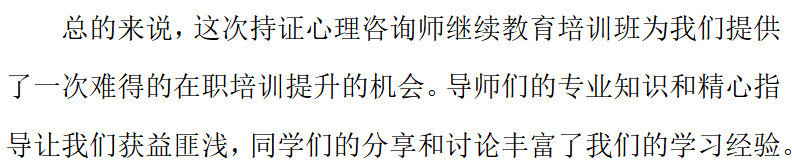 总的来说，这次持证心理咨询师继续教育培训班为我们提供
了一次难得的在职培训提升的机会。导师们的专业知识和精心指
导让我们获益匪浅，同学们的分享和讨论丰富了我们的学习经验。